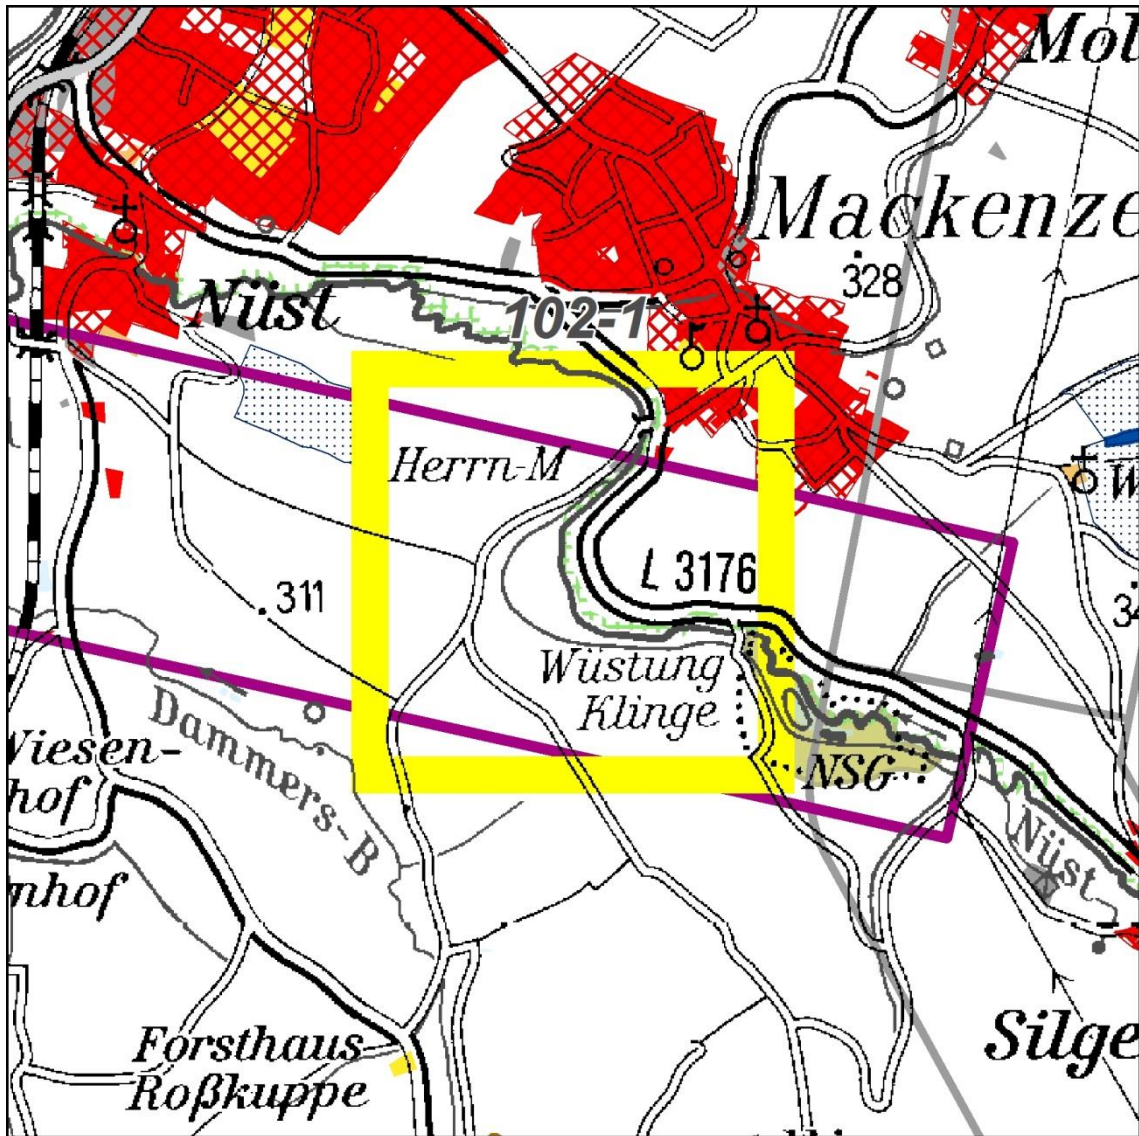 Mol
Mackenze
328
Nüst
102-1
Herrn-M
W
L 3176
311
Wüstung
Klinge
Dammers-B
NSG
Wiesen-
hof
Nüst
nhof
Silge
Forsthaus
Roßkuppe